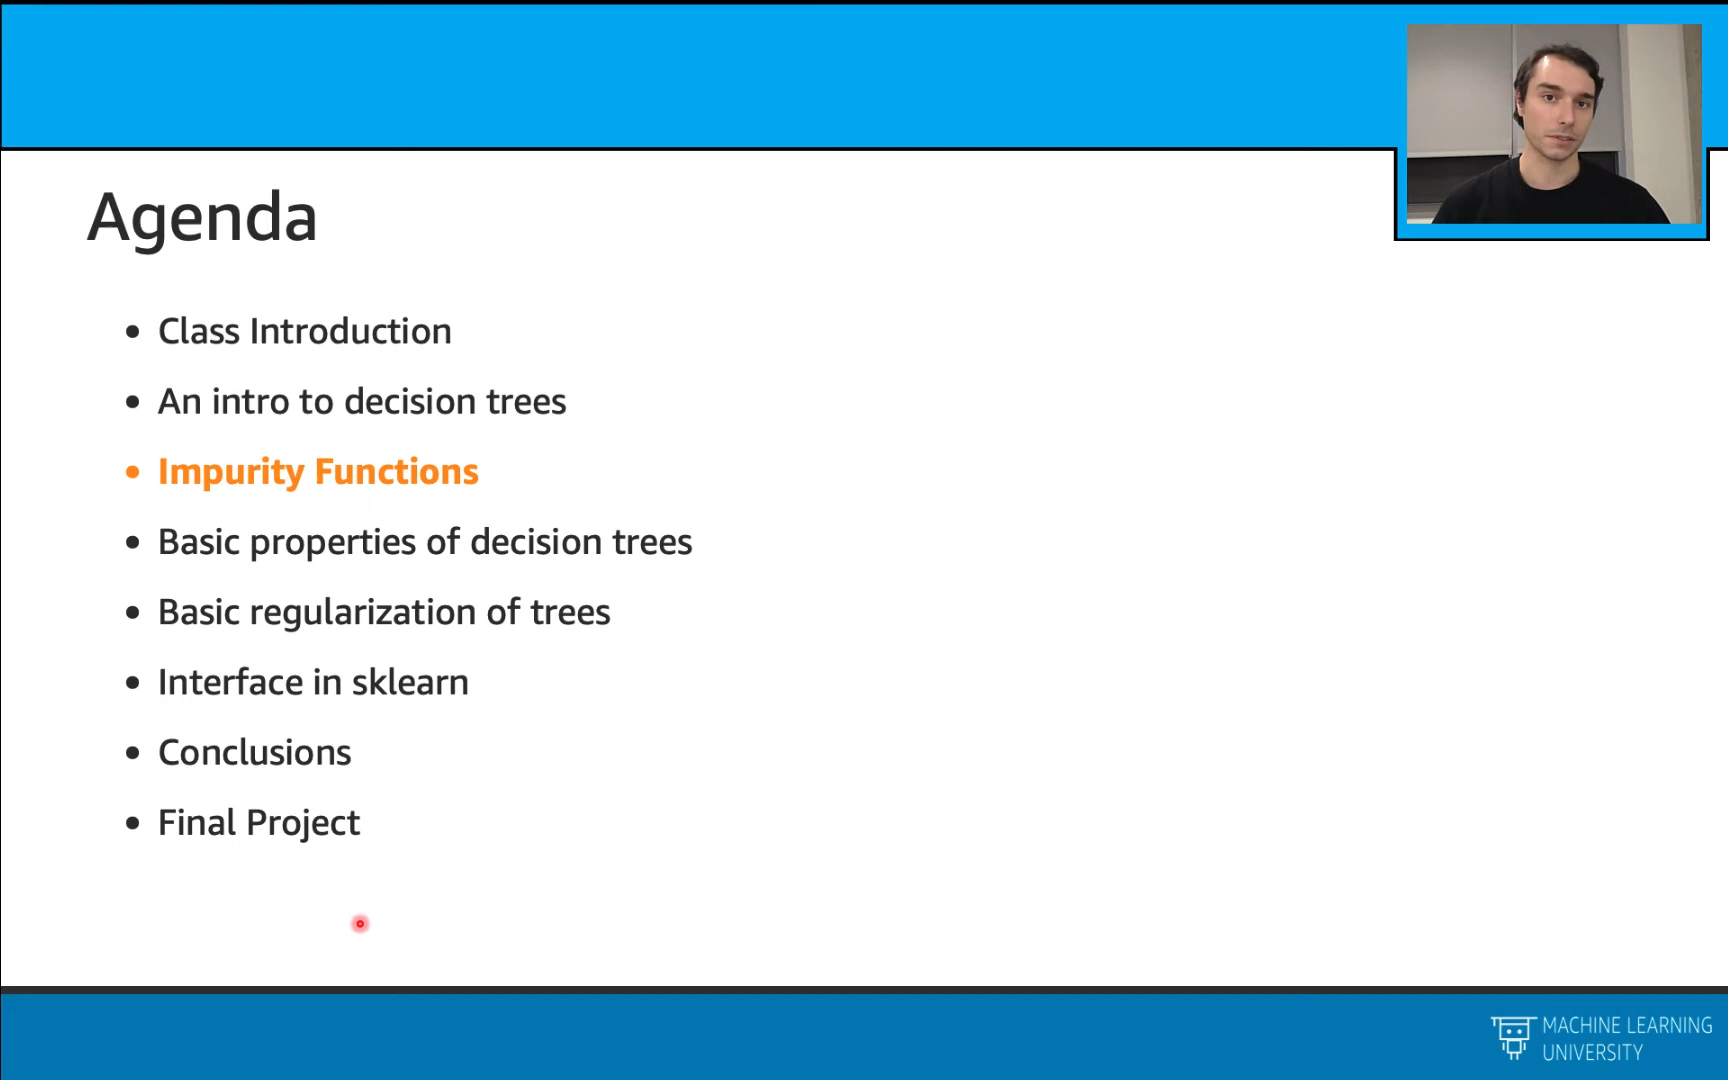 Agenda
• Class Introduction
• An intro to decision trees
• Impurity Functions
• Basic properties of decision trees
• Basic regularization of trees
• Interface in sklearn
• Conclusions
• Final Project
MACHINE LEARNING
UNIVERSITY